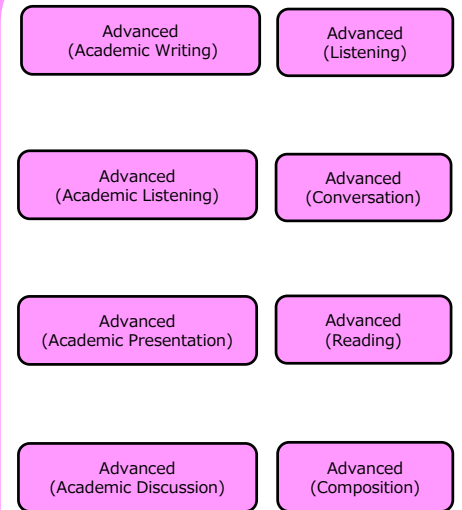 Advanced
(Academic Writing)
Advanced
(Listening)
Advanced
(Academic Listening)
Advanced
(Conversation)
Advanced
(Academic Presentation)
Advanced
(Reading)
Advanced
(Academic Discussion)
Advanced
(Composition)